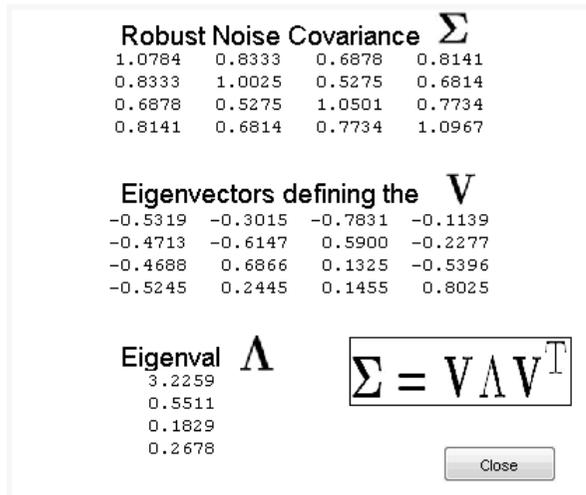 Robust Noise Covariance Σ
1.0784 0.8333 0.6878 0.8141
0.8333 1.0025 0.5275 0.6814
0.6878 0.5275 1.0501 0.7734
0.8141 0.6814 0.7734 1.0967
Eigenvectors defining the V
-0.5319 -0.3015 -0.7831 -0.1139
-0.4713 -0.6147 0.5900 -0.2277
-0.4688 0.6866 0.1325 -0.5396
-0.5245 0.2445 0.1455 0.8025
Eigenval Λ
3.2259
0.5511
0.1829
0.2678
Σ = VΛV^T
Close